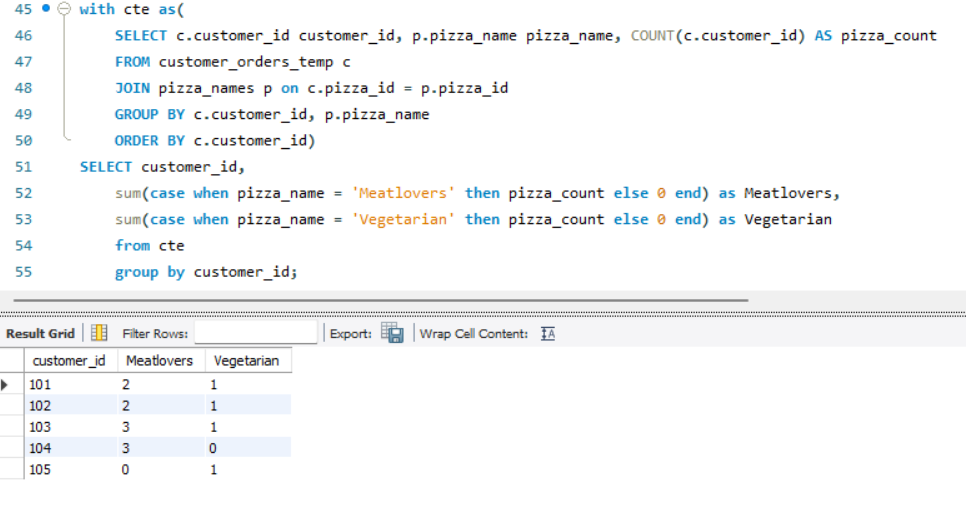 45 with cte as(
46 SELECT c.customer_id customer_id, p.pizza_name pizza_name, COUNT(c.customer_id) AS pizza_count
47 FROM customer_orders_temp c
48 JOIN pizza_names p on c.pizza_id = p.pizza_id
49 GROUP BY c.customer_id, p.pizza_name
50 ORDER BY c.customer_id)
51 SELECT customer_id,
52 sum(case when pizza_name = 'Meatlovers' then pizza_count else 0 end) as Meatlovers,
53 sum(case when pizza_name = 'Vegetarian' then pizza_count else 0 end) as Vegetarian
54 from cte
55 group by customer_id;
Result Grid Filter Rows: Export: Wrap Cell Content: IA
customer_id Meatlovers Vegetarian
101 2 1
102 2 1
103 3 1
104 3 0
105 0 1